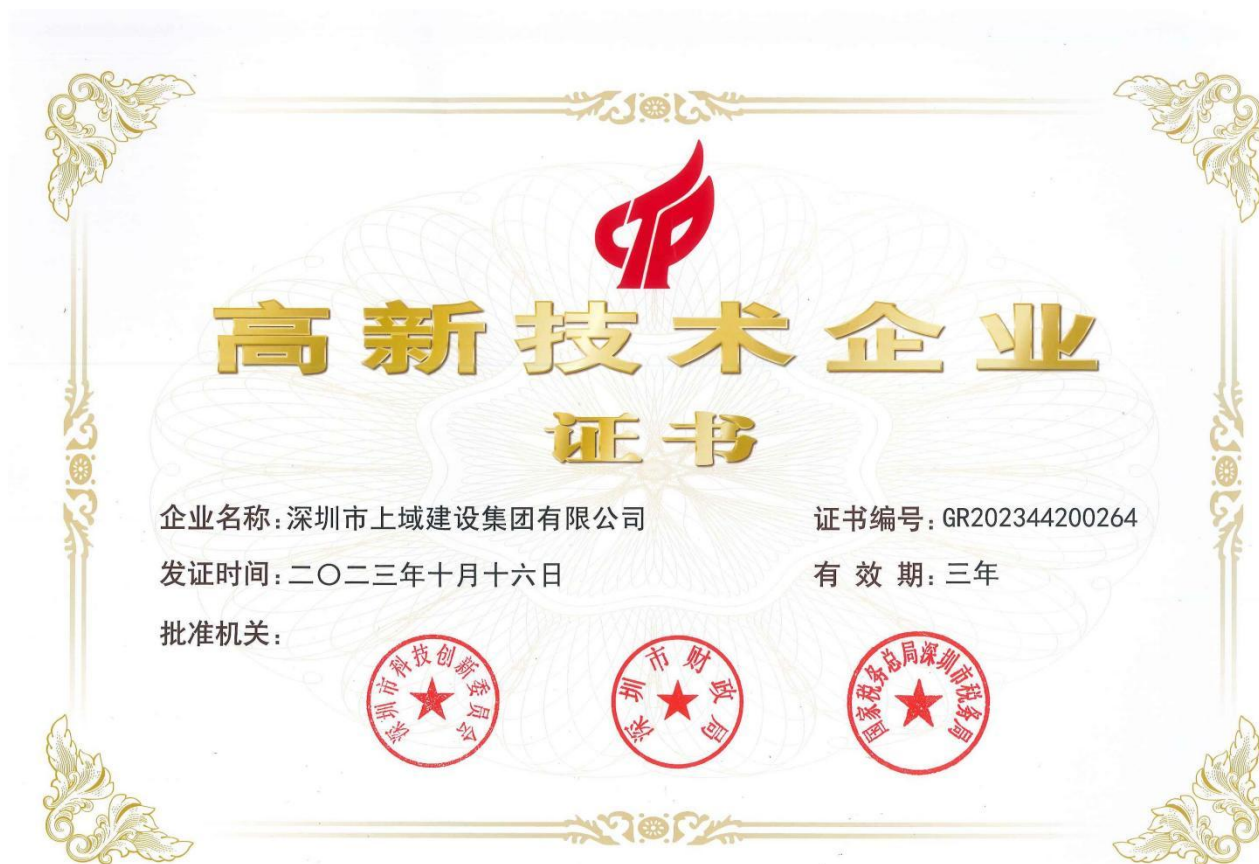 高新技术企业
证书
企业名称:深圳市上域建设集团有限公司 证书编号:GR202344200264
发证时间:二〇二三年十月十六日 有效期:三年
批准机关:
深圳市科技创新委员会
深圳市财政局
国家税务总局深圳市税务局